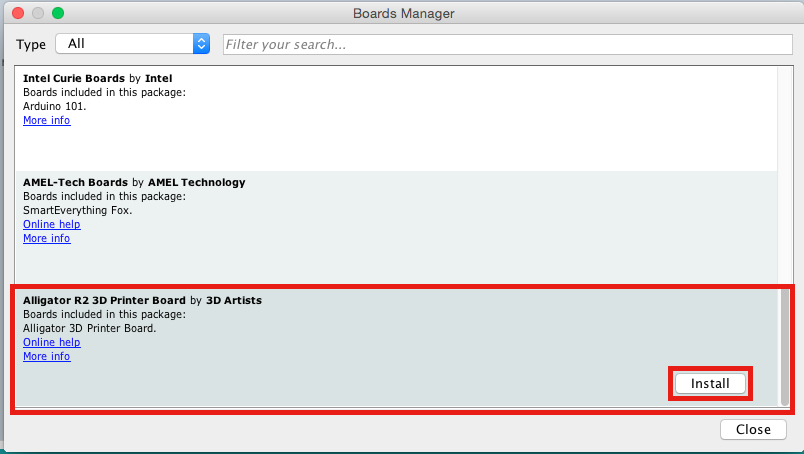 Boards Manager
Type All Filter your search...
Intel Curie Boards by Intel
Boards included in this package:
Arduino 101.
More info
AMEL-Tech Boards by AMEL Technology
Boards included in this package:
SmartEverything Fox.
Online help
More info
Alligator R2 3D Printer Board by 3D Artists
Boards included in this package:
Alligator 3D Printer Board.
Online help
More info
Install
Close